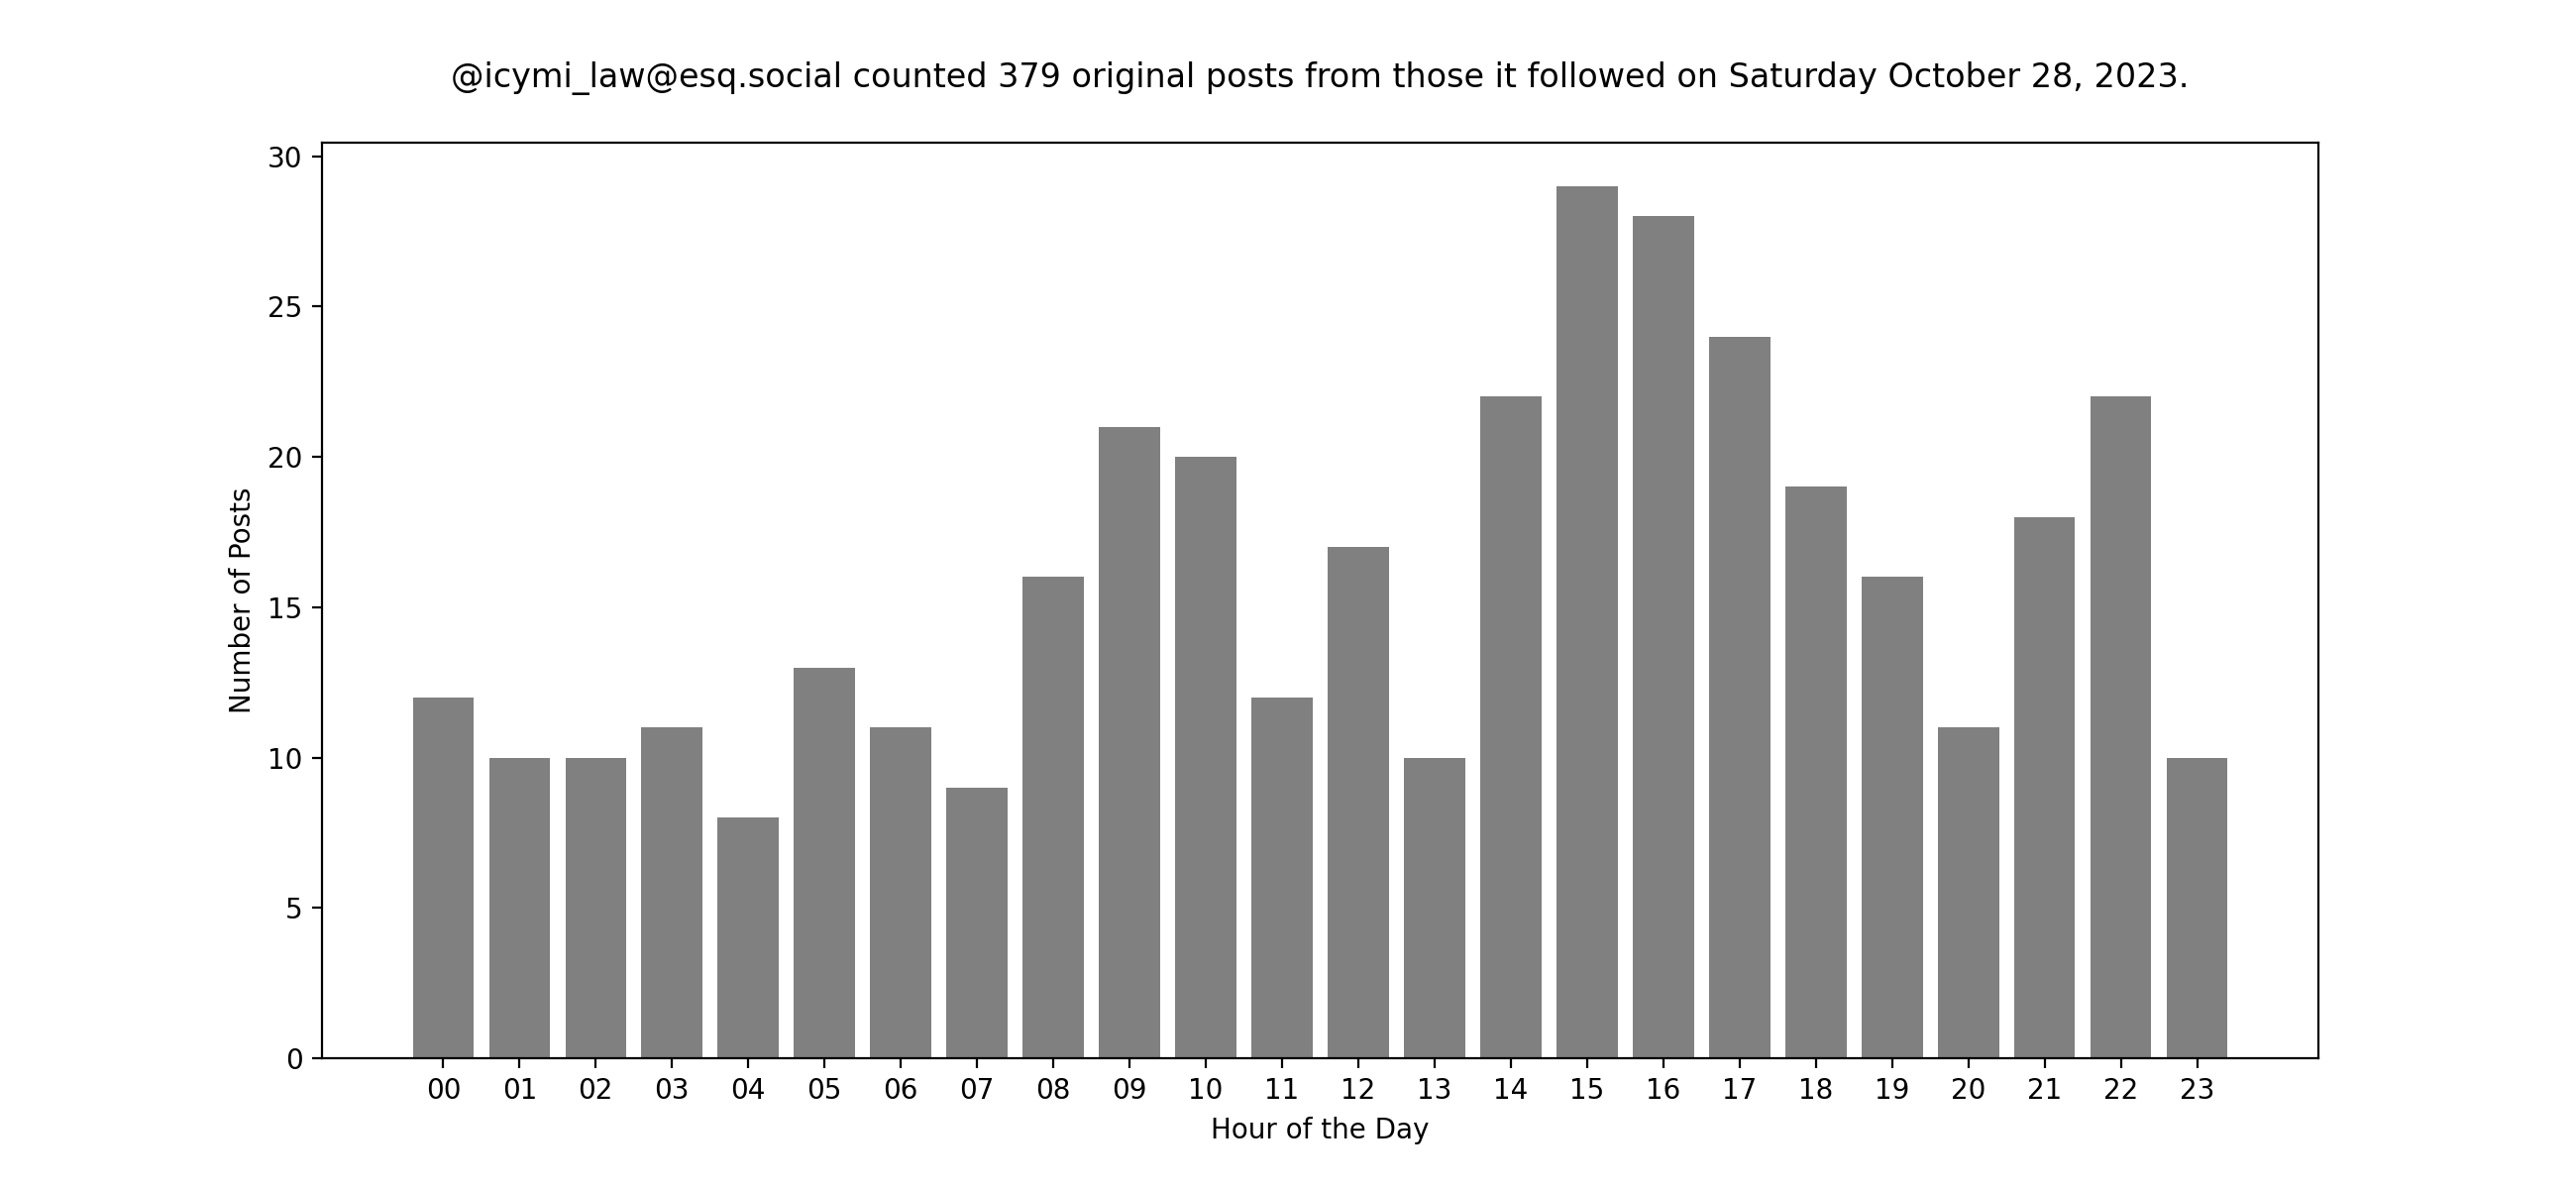 @icymi_law@esq.social counted 379 original posts from those it followed on Saturday October 28, 2023.
30
25
20
15
10
5
0
Number of Posts
00 01 02 03 04 05 06 07 08 09 10 11 12 13 14 15 16 17 18 19 20 21 22 23
Hour of the Day